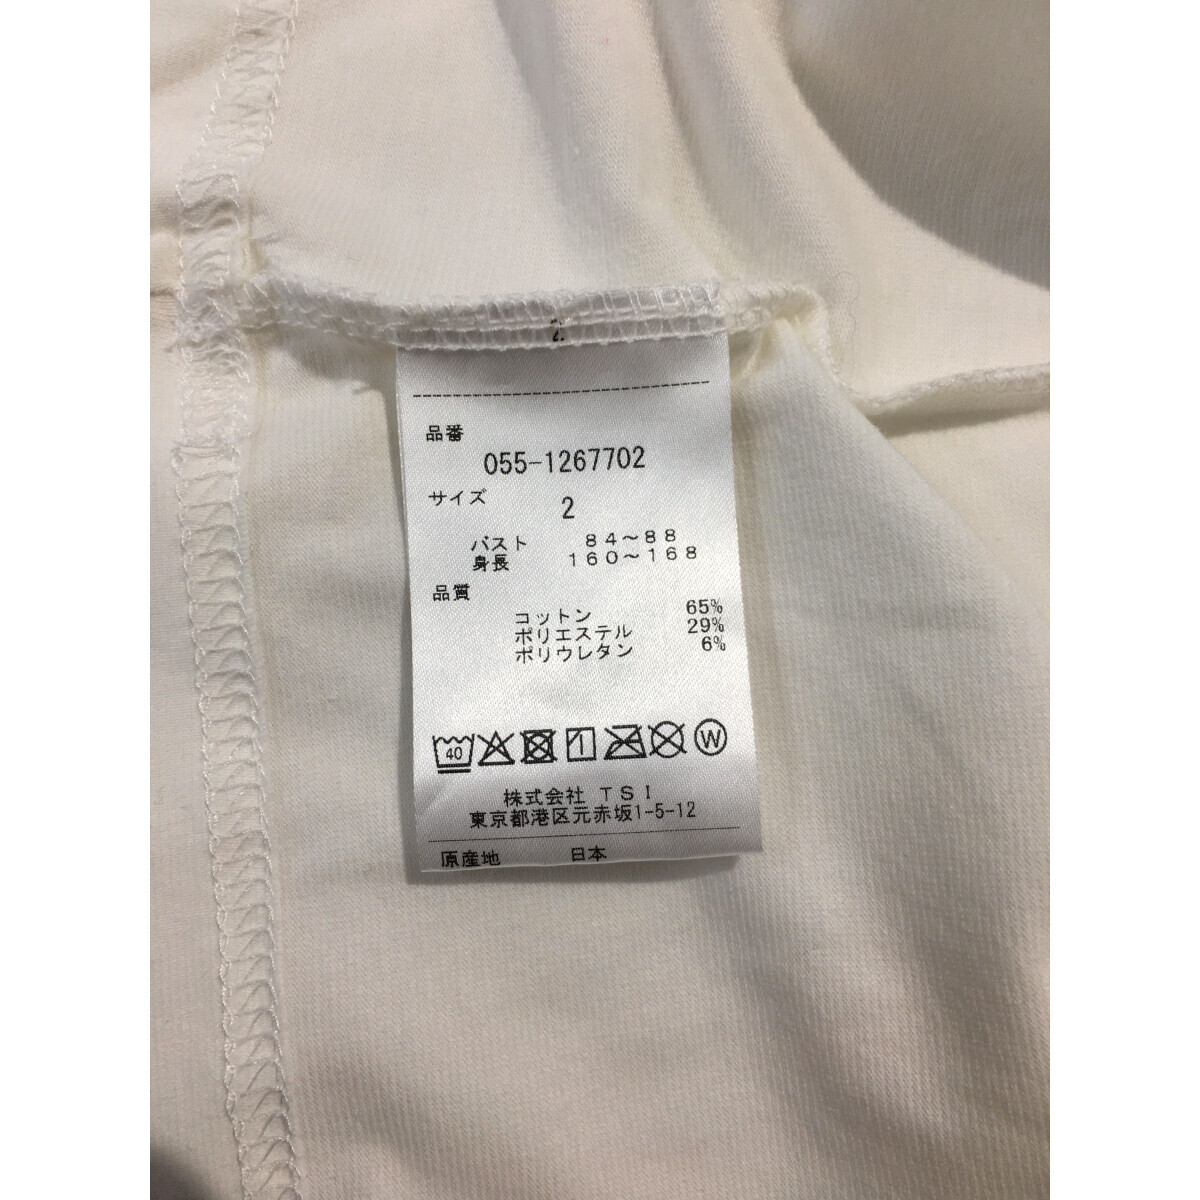 2
品番
055-1267702
サイズ
2
バスト 84～88
身長 160～168
品質
コットン 65%
ポリエステル 29%
ポリウレタン 6%
40 W
株式会社 TSI
東京都港区元赤坂1-5-12
原産地 日本